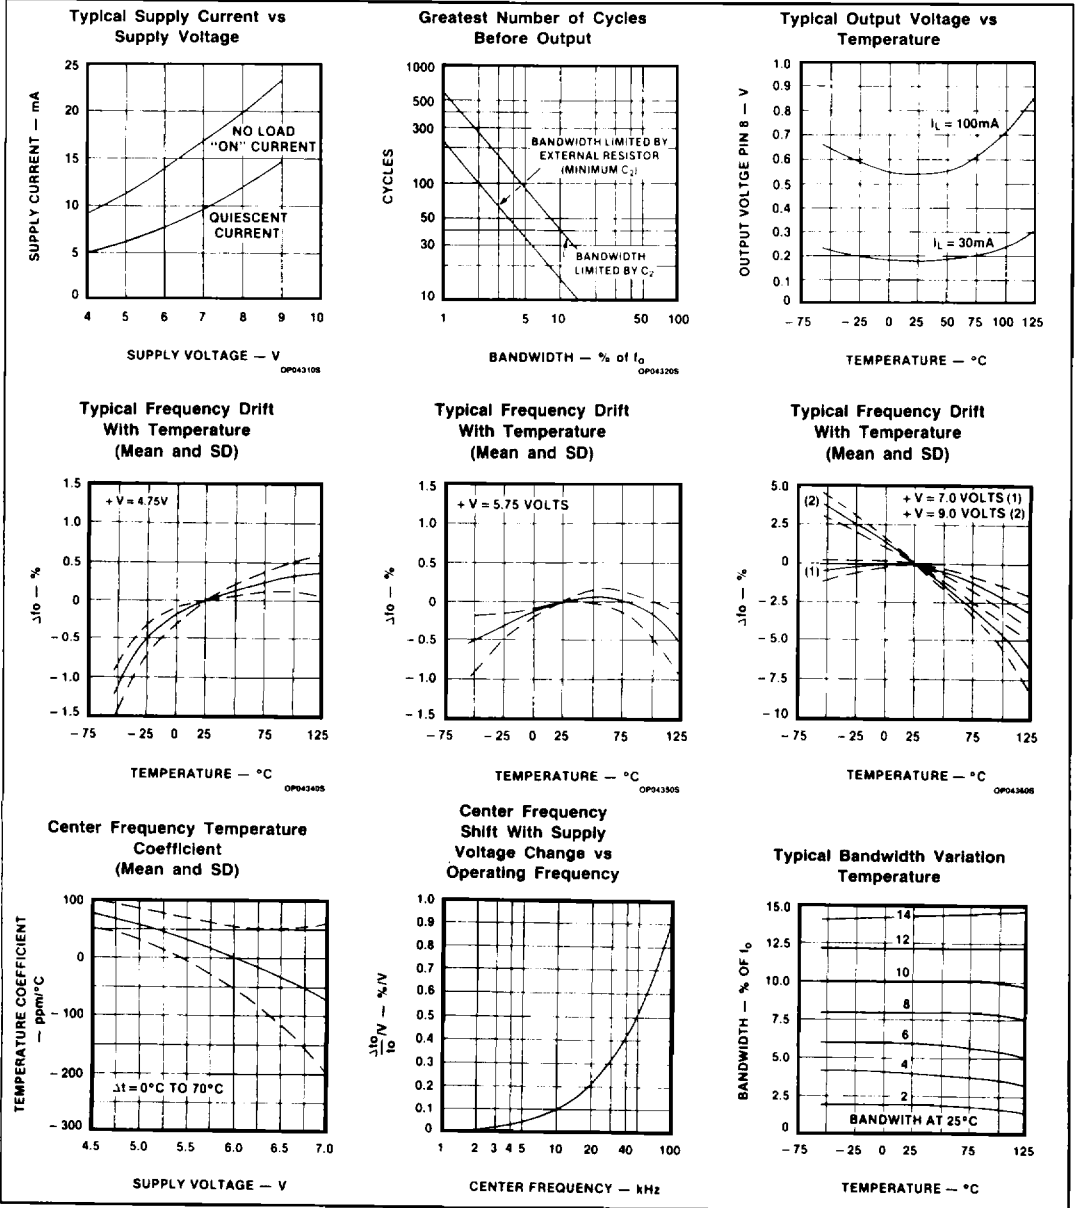 Typical Supply Current vs
Supply Voltage
SUPPLY CURRENT — mA
25
20
15
10
5
0
NO LOAD
"ON" CURRENT
QUIESCENT
CURRENT
4 5 6 7 8 9 10
SUPPLY VOLTAGE — V
OP04310S
Greatest Number of Cycles
Before Output
CYCLES
1000
500
300
100
50
30
10
BANDWIDTH LIMITED BY
EXTERNAL RESISTOR
(MINIMUM C₂)
BANDWIDTH
LIMITED BY C₂
1 5 10 50 100
BANDWIDTH — % of fo
OP04320S
Typical Output Voltage vs
Temperature
OUTPUT VOLTGE PIN 8 — V
1.0
0.9
0.8
0.7
0.6
0.5
0.4
0.3
0.2
0.1
0
IL = 100mA
IL = 30mA
-75 -25 0 25 50 75 100 125
TEMPERATURE — °C
Typical Frequency Drift
With Temperature
(Mean and SD)
Δfo — %
1.5
1.0
0.5
0
-0.5
-1.0
-1.5
+V = 4.75V
-75 -25 0 25 75 125
TEMPERATURE — °C
OP04340S
Typical Frequency Drift
With Temperature
(Mean and SD)
Δfo — %
1.5
1.0
0.5
0
-0.5
-1.0
-1.5
+V = 5.75 VOLTS
-75 -25 0 25 75 125
TEMPERATURE — °C
OP04350S
Typical Frequency Drift
With Temperature
(Mean and SD)
Δfo — %
5.0
2.5
0
-2.5
-5.0
-7.5
-10
(2)
(1)
+V = 7.0 VOLTS (1)
+V = 9.0 VOLTS (2)
-75 -25 0 25 75 125
TEMPERATURE — °C
OP04360S
Center Frequency Temperature
Coefficient
(Mean and SD)
TEMPERATURE COEFFICIENT
— ppm/°C
100
0
-100
-200
-300
Δt = 0°C TO 70°C
4.5 5.0 5.5 6.0 6.5 7.0
SUPPLY VOLTAGE — V
Center Frequency
Shift With Supply
Voltage Change vs
Operating Frequency
Δfo/fo /V — %/V
1.0
0.9
0.8
0.7
0.6
0.5
0.4
0.3
0.2
0.1
0
1 2 3 4 5 10 20 40 100
CENTER FREQUENCY — kHz
Typical Bandwidth Variation
Temperature
BANDWIDTH — % OF fo
15.0
12.5
10.0
7.5
5.0
2.5
0
14
12
10
8
6
4
2
BANDWITH AT 25°C
-75 -25 0 25 75 125
TEMPERATURE — °C